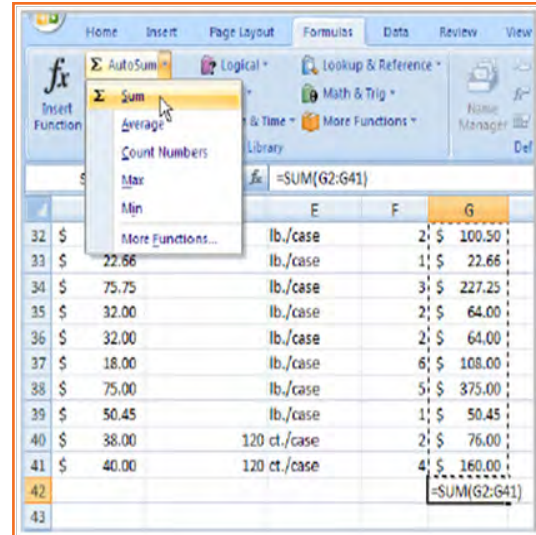 Home Insert Page Layout Formulas Data Review View
fx Σ AutoSum Logical Lookup & Reference
Σ Sum Math & Trig
Insert Function Average & Time More Functions Name Manager
Count Numbers Library Def
Max fx =SUM(G2:G41)
Min E F G
More Functions...
32 $ lb./case 2 $ 100.50
33 $ 22.66 lb./case 1 $ 22.66
34 $ 75.75 lb./case 3 $ 227.25
35 $ 32.00 lb./case 2 $ 64.00
36 $ 32.00 lb./case 2 $ 64.00
37 $ 18.00 lb./case 6 $ 108.00
38 $ 75.00 lb./case 5 $ 375.00
39 $ 50.45 lb./case 1 $ 50.45
40 $ 38.00 120 ct./case 2 $ 76.00
41 $ 40.00 120 ct./case 4 $ 160.00
42 =SUM(G2:G41)
43